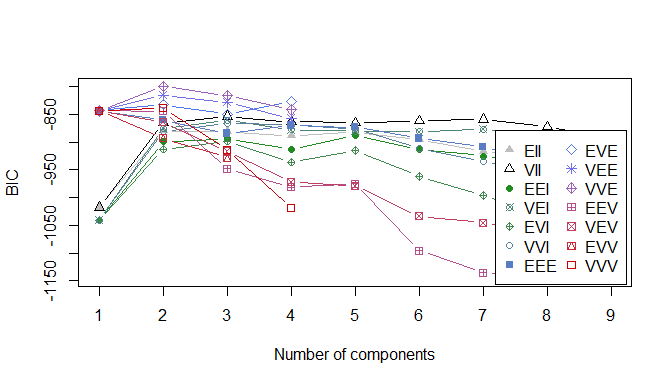 BIC
-850
-950
-1050
-1150
EII
VII
EEI
VEI
EVI
VVI
EEE
EVE
VEE
VVE
EEV
VEV
EVV
VVV
1 2 3 4 5 6 7 8 9
Number of components